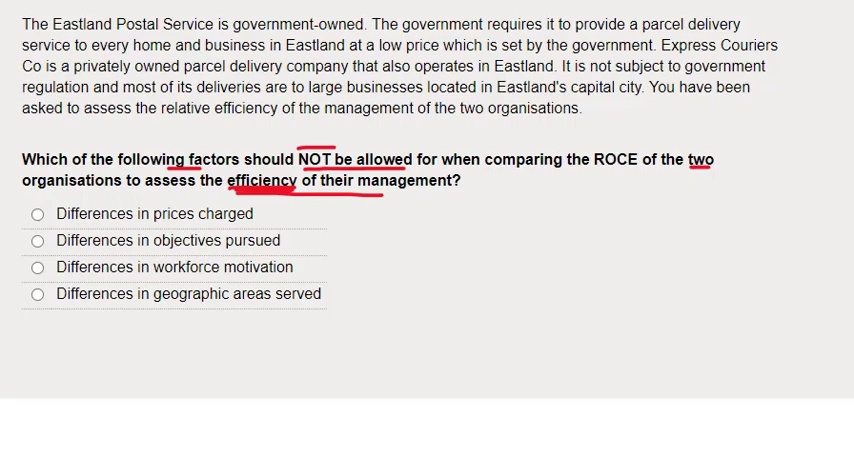 The Eastland Postal Service is government-owned. The government requires it to provide a parcel delivery
service to every home and business in Eastland at a low price which is set by the government. Express Couriers
Co is a privately owned parcel delivery company that also operates in Eastland. It is not subject to government
regulation and most of its deliveries are to large businesses located in Eastland's capital city. You have been
asked to assess the relative efficiency of the management of the two organisations.
Which of the following factors should NOT be allowed for when comparing the ROCE of the two
organisations to assess the efficiency of their management?
Differences in prices charged
Differences in objectives pursued
Differences in workforce motivation
Differences in geographic areas served